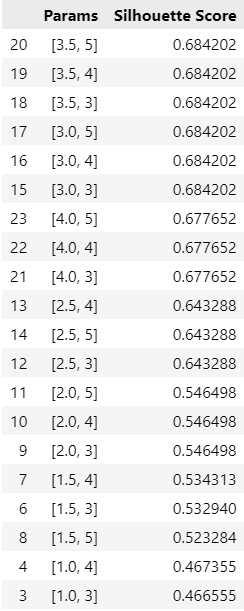 Params Silhouette Score
20 [3.5, 5] 0.684202
19 [3.5, 4] 0.684202
18 [3.5, 3] 0.684202
17 [3.0, 5] 0.684202
16 [3.0, 4] 0.684202
15 [3.0, 3] 0.684202
23 [4.0, 5] 0.677652
22 [4.0, 4] 0.677652
21 [4.0, 3] 0.677652
13 [2.5, 4] 0.643288
14 [2.5, 5] 0.643288
12 [2.5, 3] 0.643288
11 [2.0, 5] 0.546498
10 [2.0, 4] 0.546498
9 [2.0, 3] 0.546498
7 [1.5, 4] 0.534313
6 [1.5, 3] 0.532940
8 [1.5, 5] 0.523284
4 [1.0, 4] 0.467355
3 [1.0, 3] 0.466555